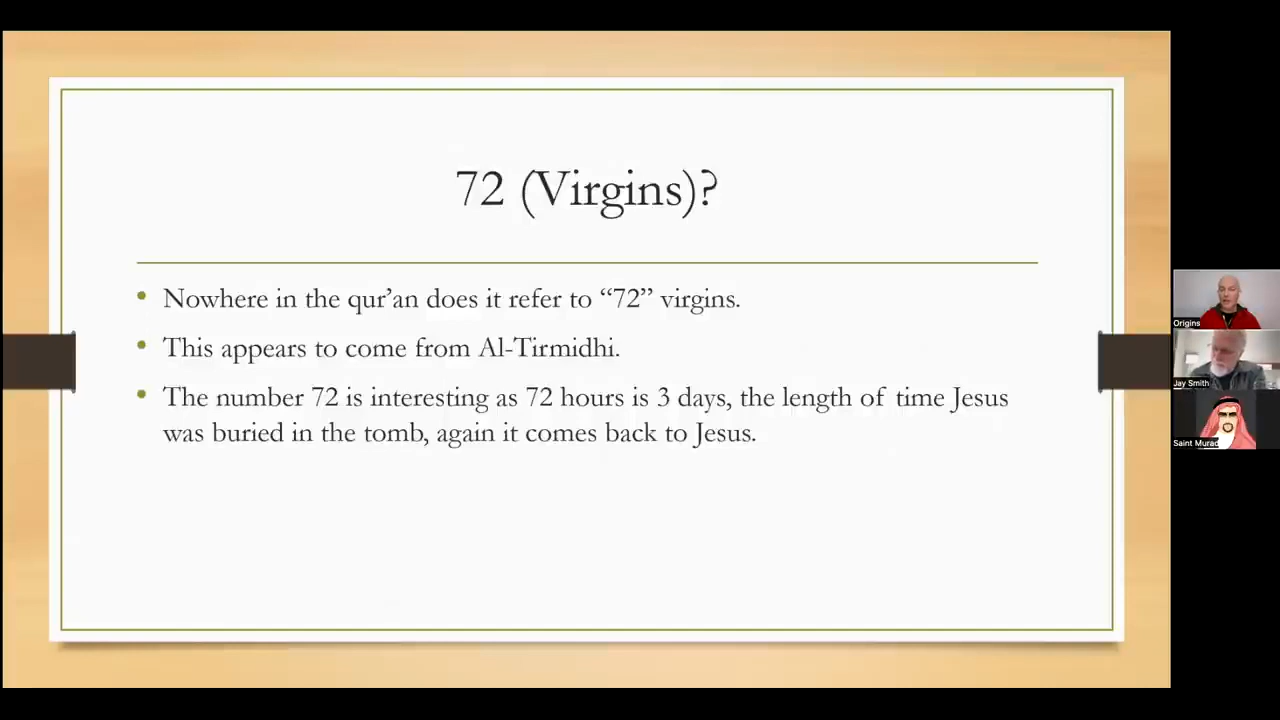 72 (Virgins)?
• Nowhere in the qur’an does it refer to “72” virgins.
• This appears to come from Al-Tirmidhi.
• The number 72 is interesting as 72 hours is 3 days, the length of time Jesus
was buried in the tomb, again it comes back to Jesus.
Origins
Jay Smith
Saint Murad